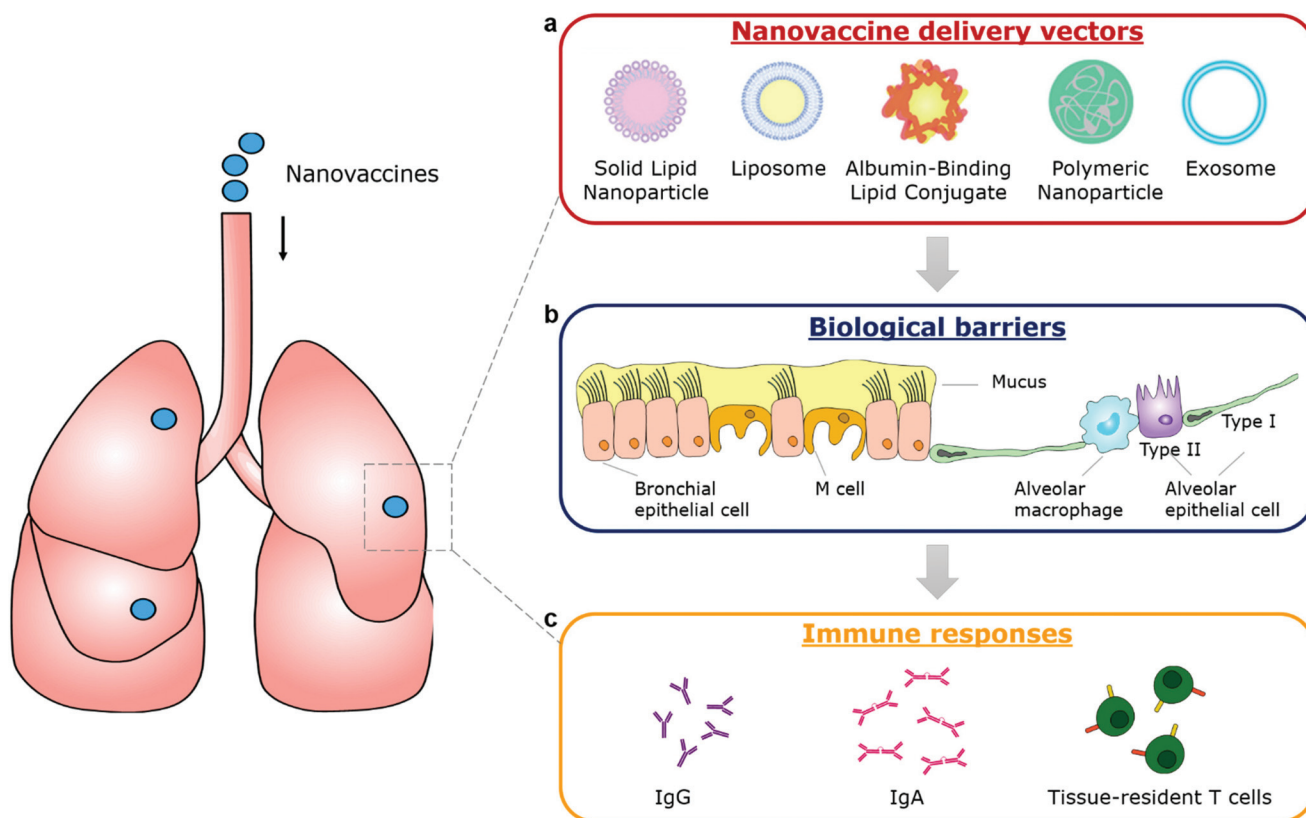 Nanovaccines
a
Nanovaccine delivery vectors
Solid Lipid
Nanoparticle
Liposome
Albumin-Binding
Lipid Conjugate
Polymeric
Nanoparticle
Exosome
b
Biological barriers
Mucus
Type I
Type II
Bronchial
epithelial cell
M cell
Alveolar
macrophage
Alveolar
epithelial cell
c
Immune responses
IgG
IgA
Tissue-resident T cells